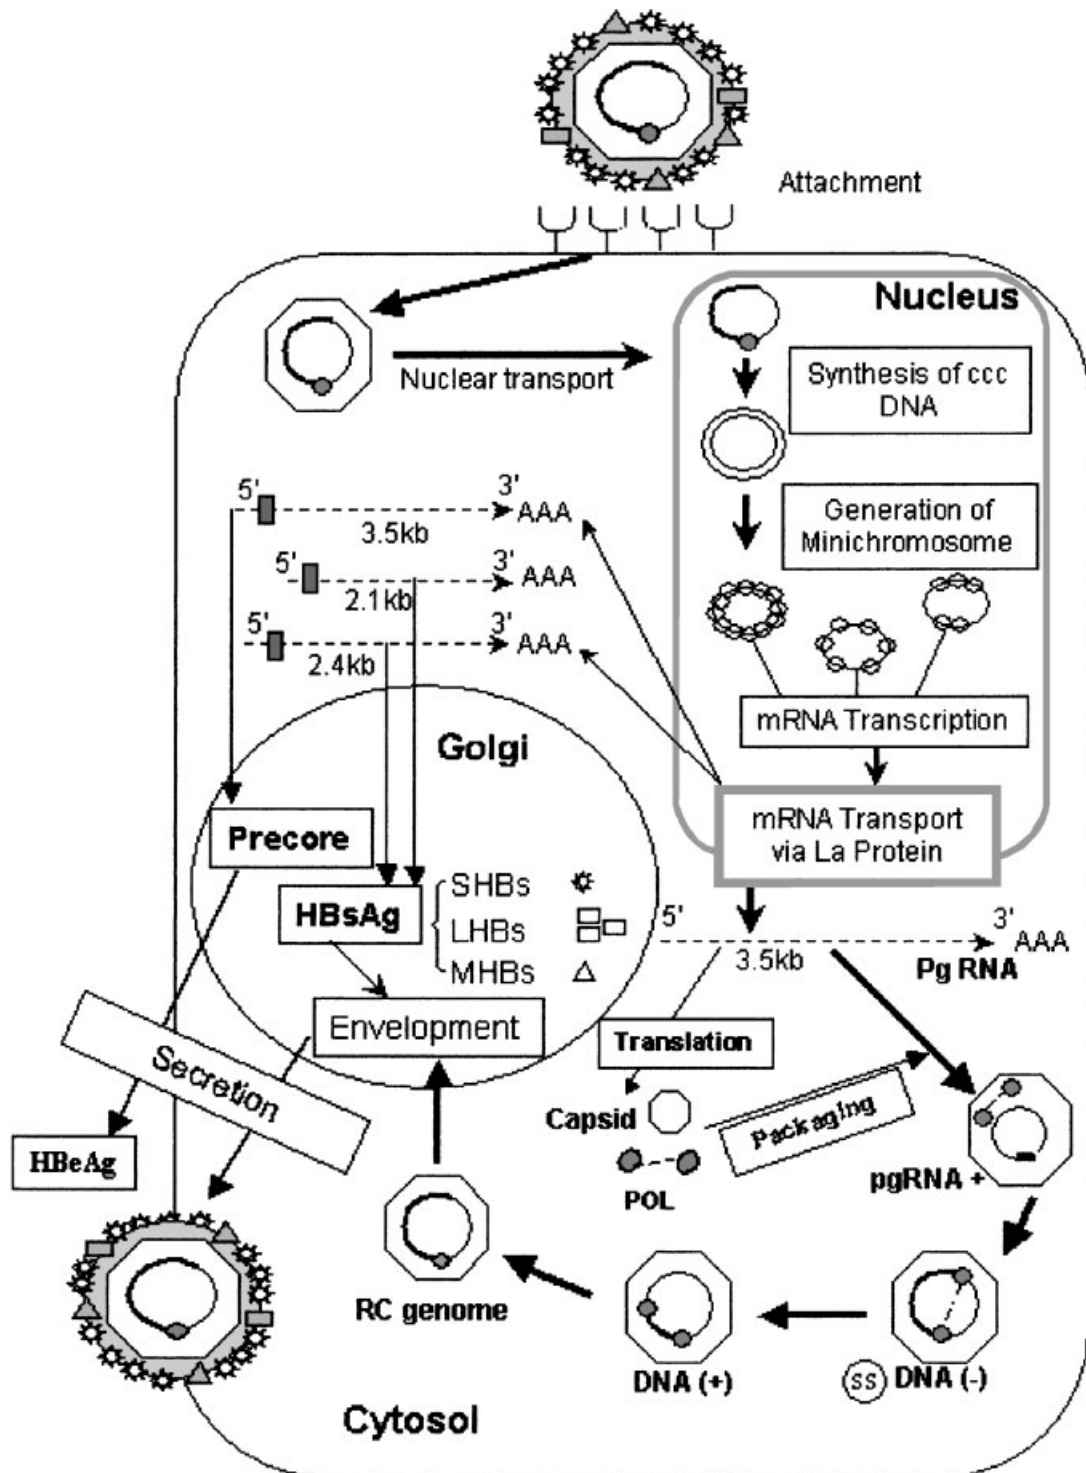 Attachment
Nucleus
Nuclear transport
Synthesis of ccc
DNA
5'
3'
AAA
3.5kb
Generation of
Minichromosome
5'
3'
AAA
2.1kb
5'
3'
AAA
2.4kb
mRNA Transcription
Golgi
mRNA Transport
via La Protein
Precore
HBsAg
SHBs
LHBs
MHBs
5'
3'
AAA
3.5kb
Pg RNA
Envelopment
Translation
Secretion
Capsid
Packaging
POL
HBeAg
pgRNA +
RC genome
DNA (+)
SS DNA (-)
Cytosol